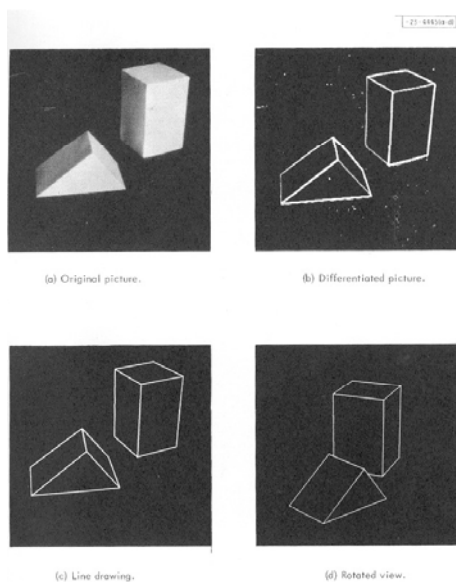 (a) Original picture.
(b) Differentiated picture.
(c) Line drawing.
(d) Rotated view.